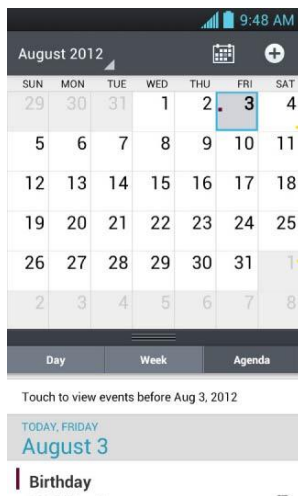 9:48 AM
August 2012
SUN MON TUE WED THU FRI SAT
29 30 31 1 2 3 4
5 6 7 8 9 10 11
12 13 14 15 16 17 18
19 20 21 22 23 24 25
26 27 28 29 30 31 1
2 3 4 5 6 7 8
Day Week Agenda
Touch to view events before Aug 3, 2012
TODAY, FRIDAY
August 3
Birthday